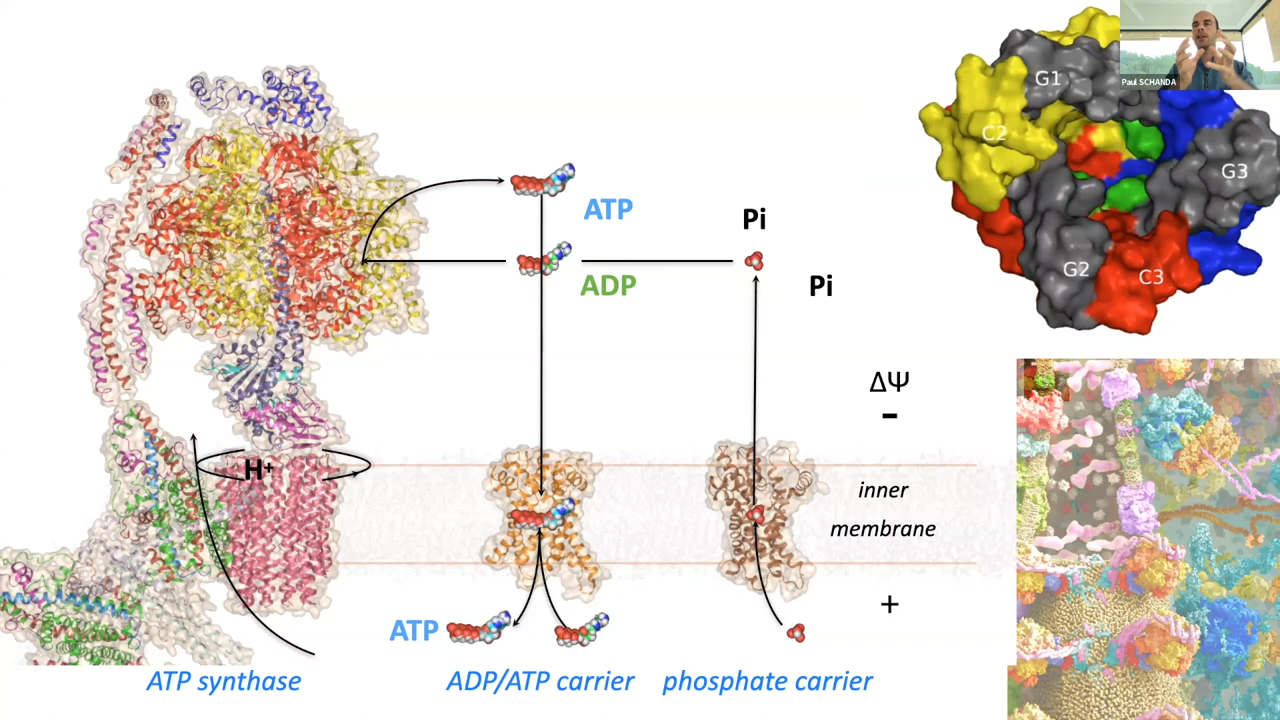 G1
C2
G3
G2
C3
Paul SCHANDA
ATP
Pi
ADP
Pi
ΔΨ
-
H+
inner
membrane
+
ATP
ATP synthase
ADP/ATP carrier
phosphate carrier